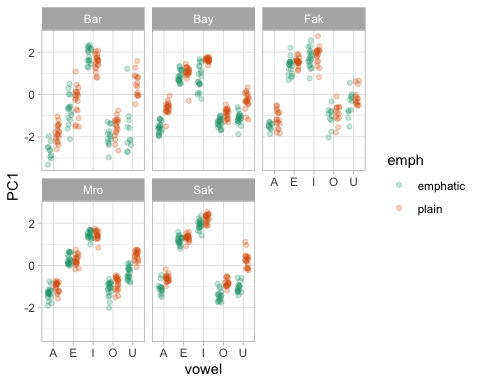 Bar Bay Fak
2
0
-2
A E I O U
Mro Sak
2
0
-2
A E I O U A E I O U
vowel
PC1
emph
emphatic
plain